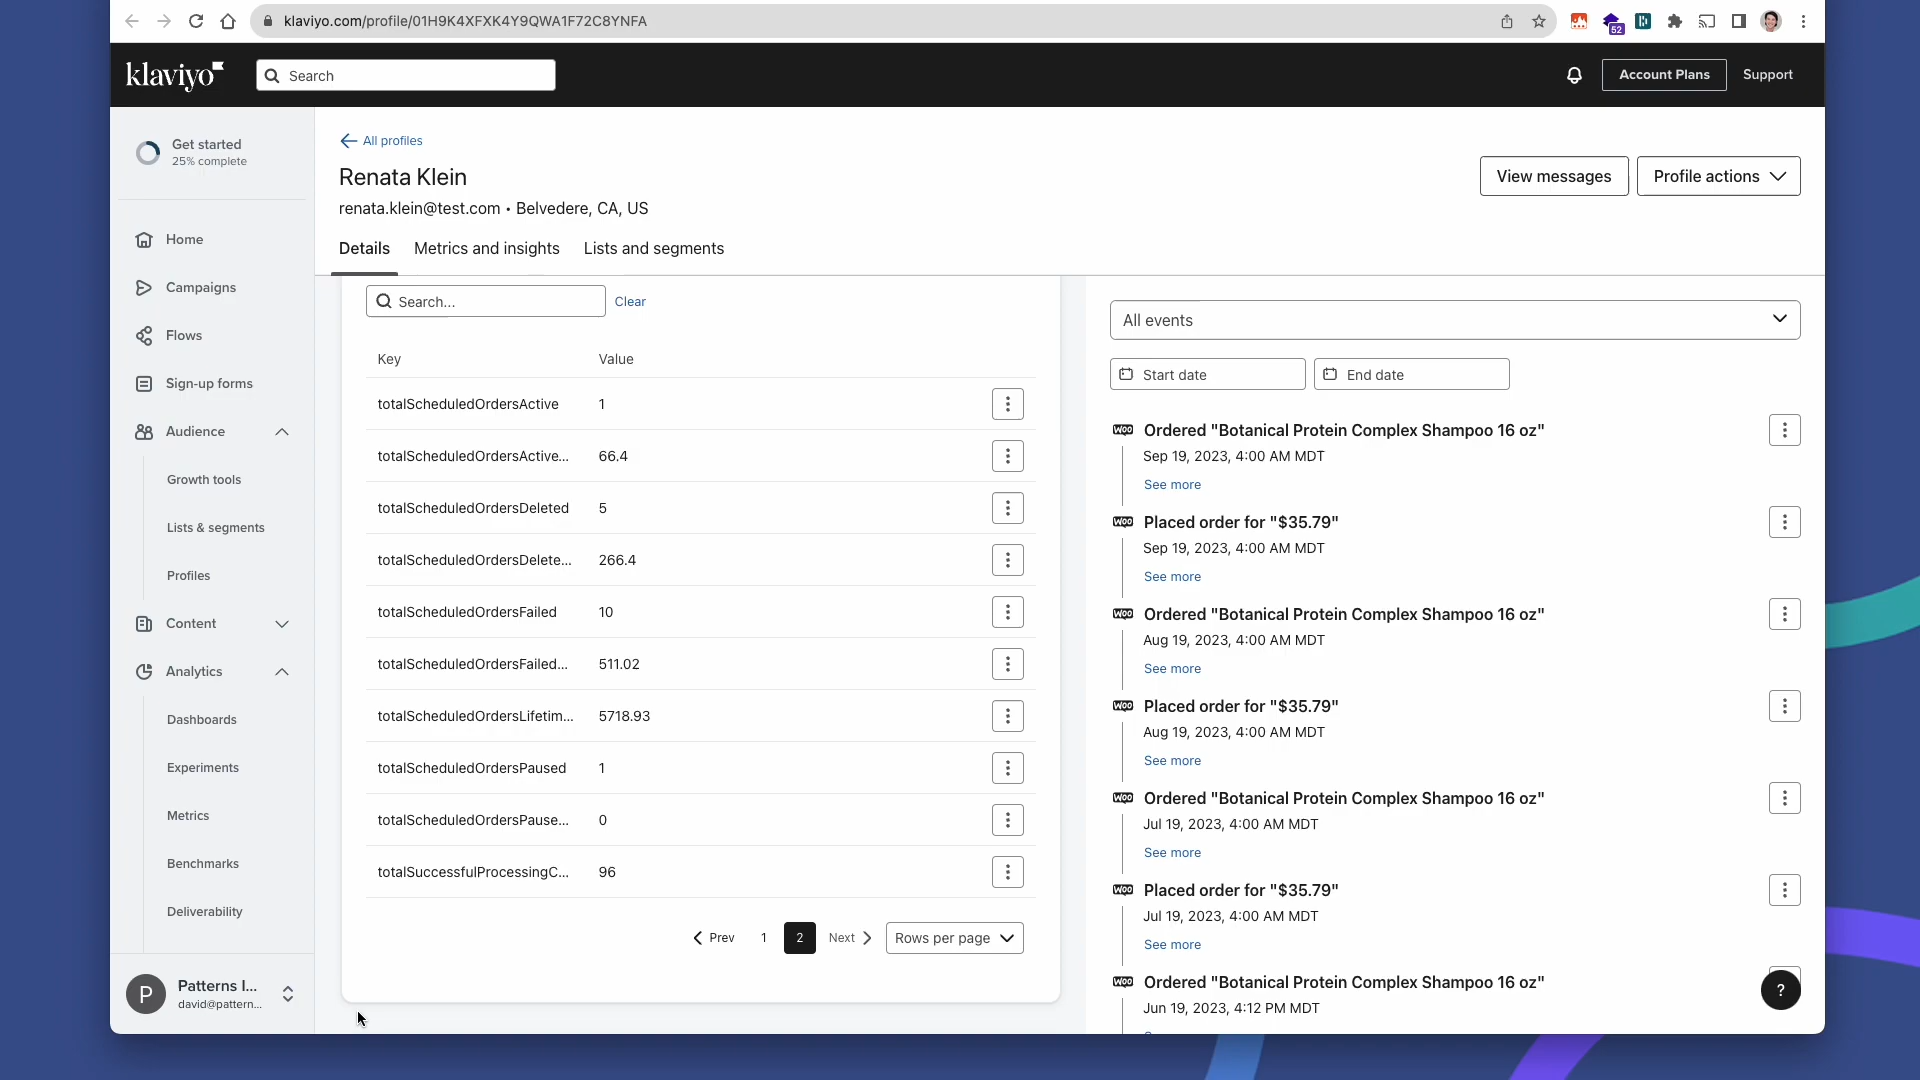 klaviyo.com/profile/01H9K4XFXK4Y9QWA1F72C8YNFA
52
klaviyo
Search
Account Plans
Support
Get started
25% complete
Home
Campaigns
Flows
Sign-up forms
Audience
Growth tools
Lists & segments
Profiles
Content
Analytics
Dashboards
Experiments
Metrics
Benchmarks
Deliverability
P
Patterns I...
david@pattern...
All profiles
Renata Klein
renata.klein@test.com • Belvedere, CA, US
View messages
Profile actions
Details
Metrics and insights
Lists and segments
Search...
Clear
Key Value
totalScheduledOrdersActive 1
totalScheduledOrdersActive... 66.4
totalScheduledOrdersDeleted 5
totalScheduledOrdersDelete... 266.4
totalScheduledOrdersFailed 10
totalScheduledOrdersFailed... 511.02
totalScheduledOrdersLifetim... 5718.93
totalScheduledOrdersPaused 1
totalScheduledOrdersPause... 0
totalSuccessfulProcessingC... 96
Prev 1 2 Next Rows per page
All events
Start date
End date
Woo Ordered "Botanical Protein Complex Shampoo 16 oz"
Sep 19, 2023, 4:00 AM MDT
See more
Woo Placed order for "$35.79"
Sep 19, 2023, 4:00 AM MDT
See more
Woo Ordered "Botanical Protein Complex Shampoo 16 oz"
Aug 19, 2023, 4:00 AM MDT
See more
Woo Placed order for "$35.79"
Aug 19, 2023, 4:00 AM MDT
See more
Woo Ordered "Botanical Protein Complex Shampoo 16 oz"
Jul 19, 2023, 4:00 AM MDT
See more
Woo Placed order for "$35.79"
Jul 19, 2023, 4:00 AM MDT
See more
Woo Ordered "Botanical Protein Complex Shampoo 16 oz"
Jun 19, 2023, 4:12 PM MDT
?